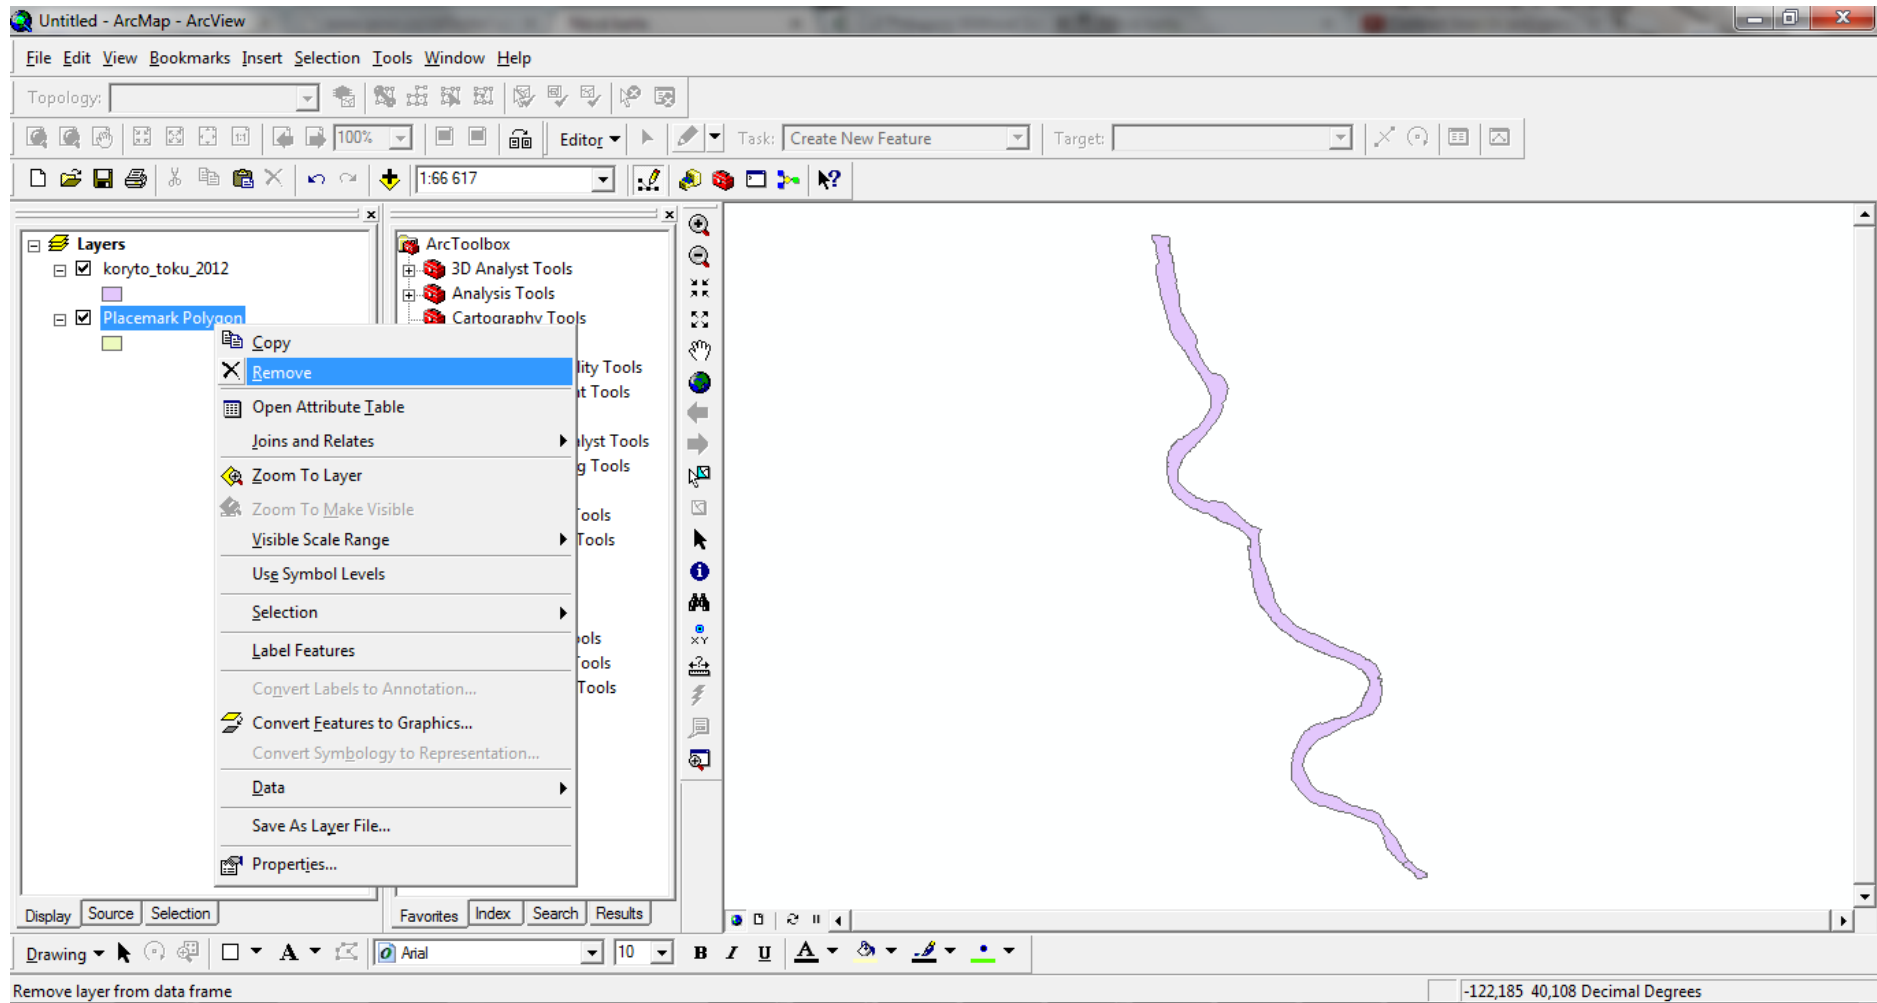 Untitled - ArcMap - ArcView
File Edit View Bookmarks Insert Selection Tools Window Help
Topology:
100% Editor Task: Create New Feature Target:
1:66 617
Layers
koryto_toku_2012
Placemark Polygon
ArcToolbox
3D Analyst Tools
Analysis Tools
Cartography Tools
lity Tools
t Tools
lyst Tools
g Tools
ools
Tools
ools
ools
Tools
Copy
Remove
Open Attribute Table
Joins and Relates
Zoom To Layer
Zoom To Make Visible
Visible Scale Range
Use Symbol Levels
Selection
Label Features
Convert Labels to Annotation...
Convert Features to Graphics...
Convert Symbology to Representation...
Data
Save As Layer File...
Properties...
XY
Display Source Selection
Favorites Index Search Results
Drawing A Arial 10 B I U A
Remove layer from data frame
-122,185 40,108 Decimal Degrees